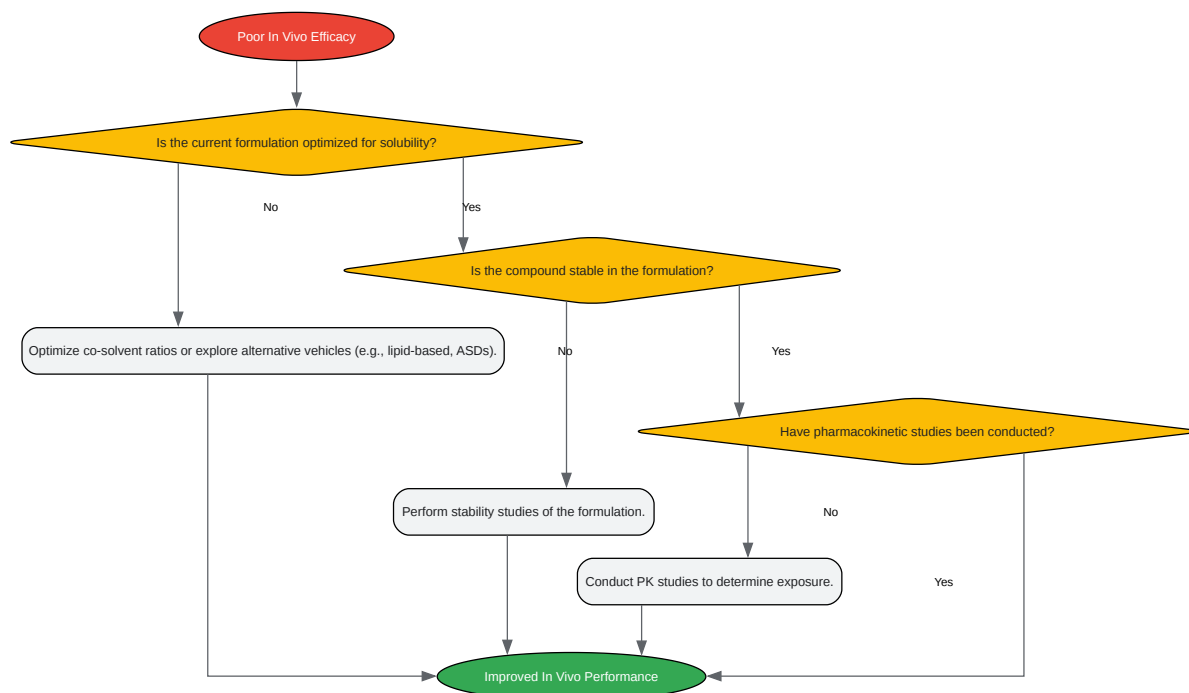 Poor In Vivo Efficacy
Is the current formulation optimized for solubility?
No
Yes
Is the compound stable in the formulation?
Optimize co-solvent ratios or explore alternative vehicles (e.g., lipid-based, ASDs).
No
Yes
Have pharmacokinetic studies been conducted?
Perform stability studies of the formulation.
No
Conduct PK studies to determine exposure.
Yes
Improved In Vivo Performance